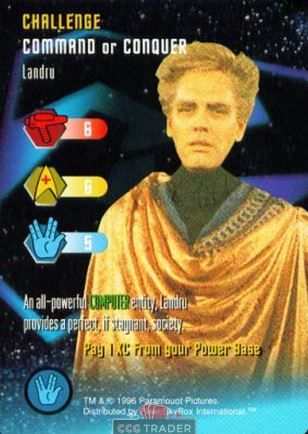 CHALLENGE
COMMAND or CONQUER
Landru
6
6
5
An all-powerful COMPUTER entity, Landru
provides a perfect, if stagnant, society.
Pay 1 XC From your Power Base
TM & © 1996 Paramount Pictures.
Distributed by SkyBox International.™
CCG TRADER